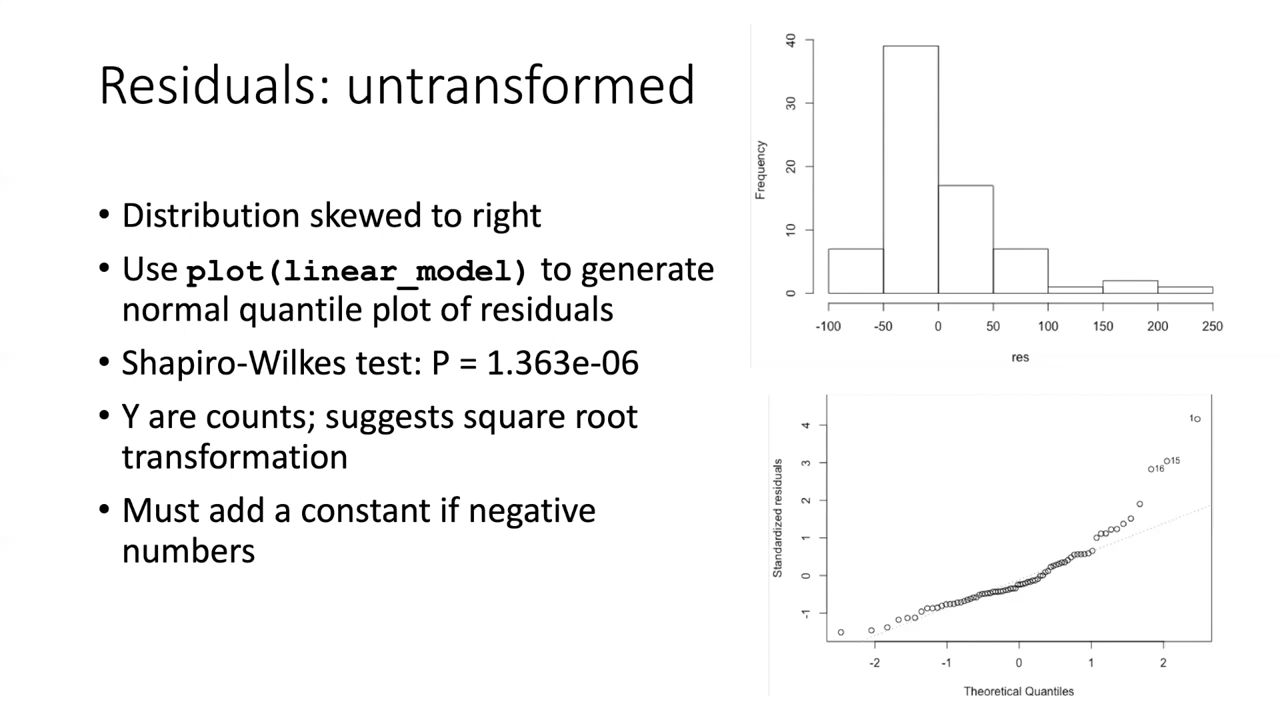 Residuals: untransformed
• Distribution skewed to right
• Use plot(linear_model) to generate
normal quantile plot of residuals
• Shapiro-Wilkes test: P = 1.363e-06
• Y are counts; suggests square root
transformation
• Must add a constant if negative
numbers
Frequency
0
10
20
30
40
-100 -50 0 50 100 150 200 250
res
Standardized residuals
-1
0
1
2
3
4
1
15
16
-2 -1 0 1 2
Theoretical Quantiles